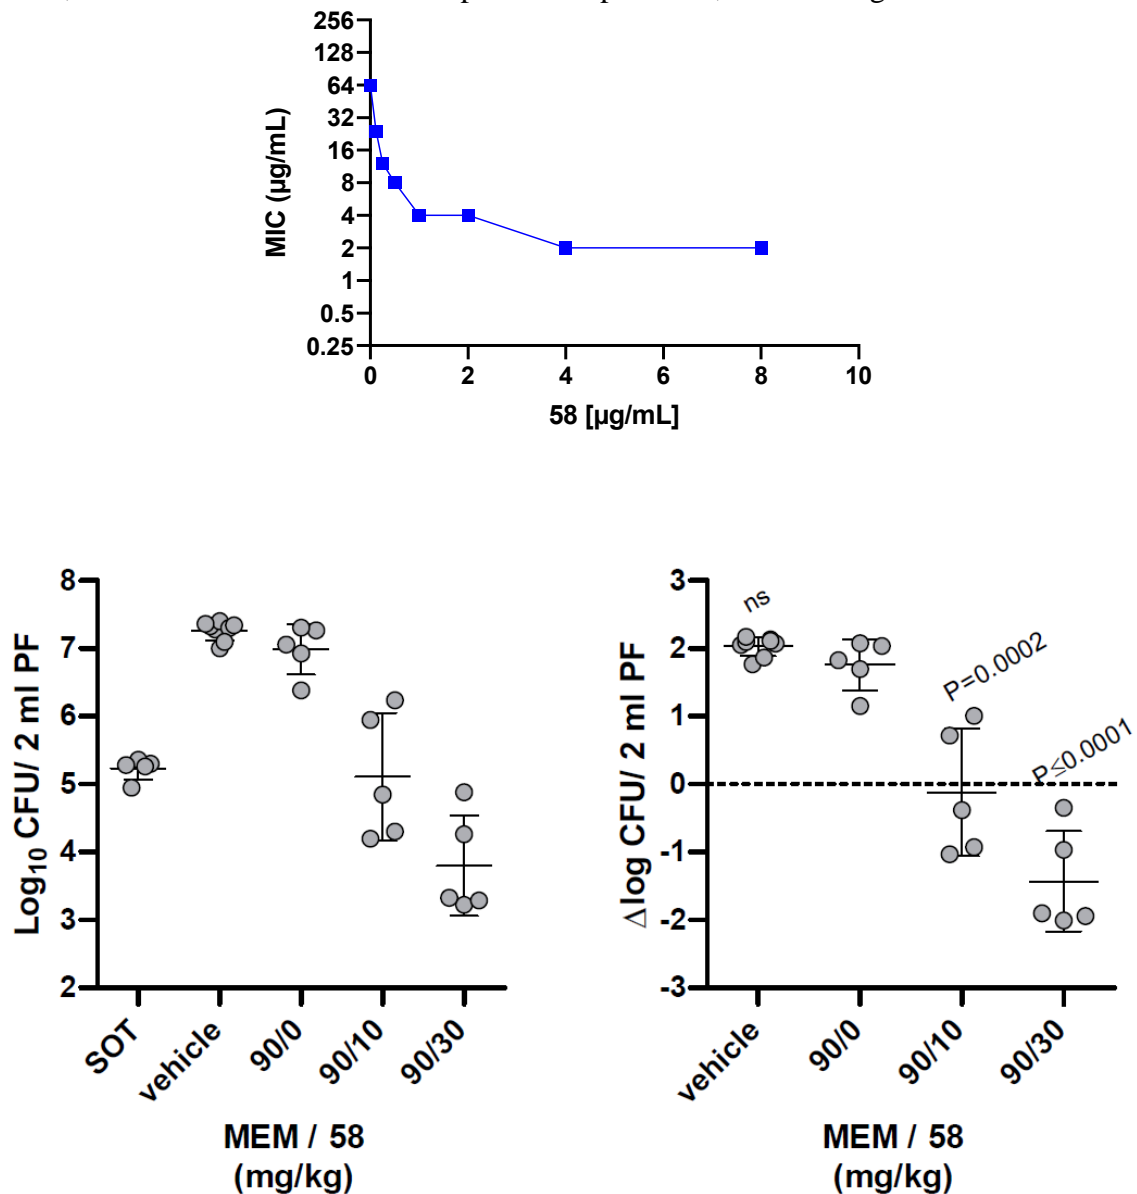 256
128
64
32
16
8
4
2
1
0.5
0.25
MIC (µg/mL)
0 2 4 6 8 10
58 [µg/mL]
8
7
6
5
4
3
2
Log10 CFU/ 2 ml PF
SOT vehicle 90/0 90/10 90/30
MEM / 58
(mg/kg)
3
2
1
0
-1
-2
-3
Δlog CFU/ 2 ml PF
ns
P=0.0002
P≤0.0001
vehicle 90/0 90/10 90/30
MEM / 58
(mg/kg)